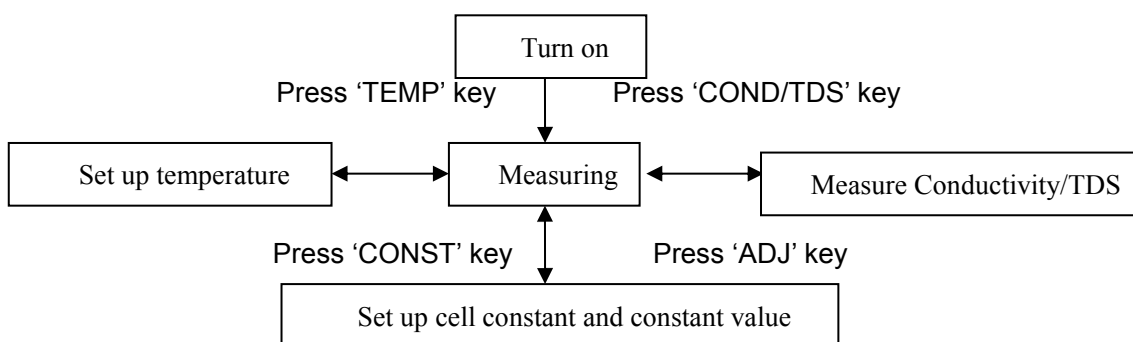 Turn on
Press ‘TEMP’ key
Press ‘COND/TDS’ key
Set up temperature
Measuring
Measure Conductivity/TDS
Press ‘CONST’ key
Press ‘ADJ’ key
Set up cell constant and constant value